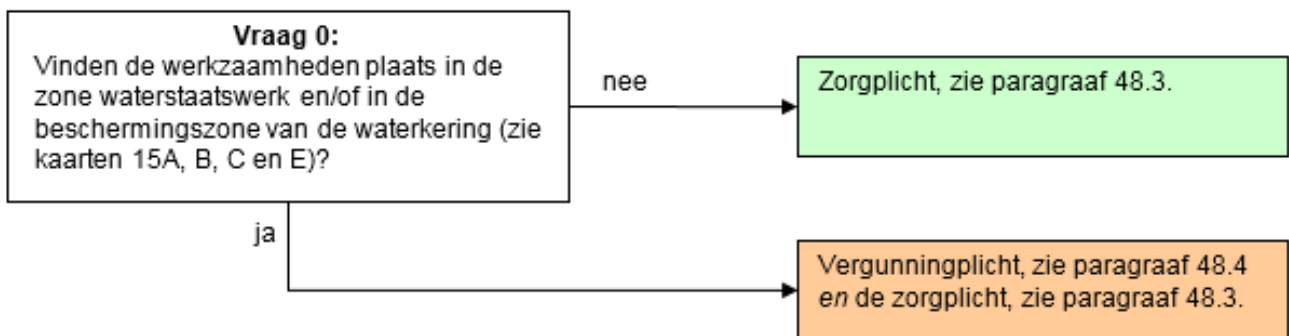 Vraag 0:
Vinden de werkzaamheden plaats in de
zone waterstaatswerk en/of in de
beschermingszone van de waterkering (zie
kaarten 15A, B, C en E)?
nee
Zorgplicht, zie paragraaf 48.3.
ja
Vergunningplicht, zie paragraaf 48.4
en de zorgplicht, zie paragraaf 48.3.